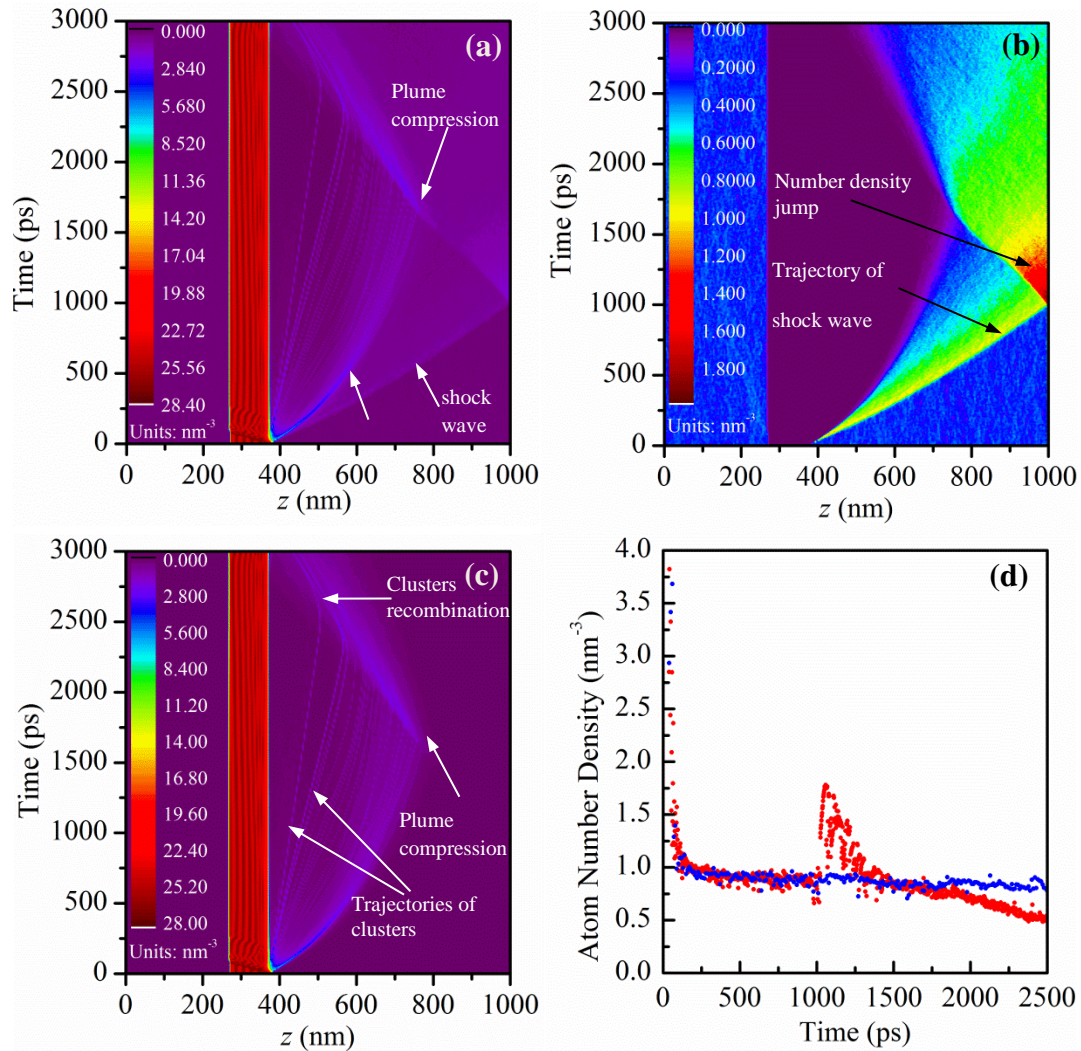 (a)
3000
2500
2000
1500
1000
500
0
Time (ps)
0.000
2.840
5.680
8.520
11.36
14.20
17.04
19.88
22.72
25.56
28.40
Units: nm⁻³
Plume
compression
shock
wave
0 200 400 600 800 1000
z (nm)
(b)
3000
2500
2000
1500
1000
500
0
Time (ps)
0.000
0.2000
0.4000
0.6000
0.8000
1.000
1.200
1.400
1.600
1.800
Units: nm⁻³
Number density
jump
Trajectory of
shock wave
0 200 400 600 800 1000
z (nm)
(c)
3000
2500
2000
1500
1000
500
0
Time (ps)
0.000
2.800
5.600
8.400
11.20
14.00
16.80
19.60
22.40
25.20
28.00
Units: nm⁻³
Clusters
recombination
Plume
compression
Trajectories of
clusters
0 200 400 600 800 1000
z (nm)
(d)
4.0
3.5
3.0
2.5
2.0
1.5
1.0
0.5
0.0
Atom Number Density (nm⁻³)
0 500 1000 1500 2000 2500
Time (ps)